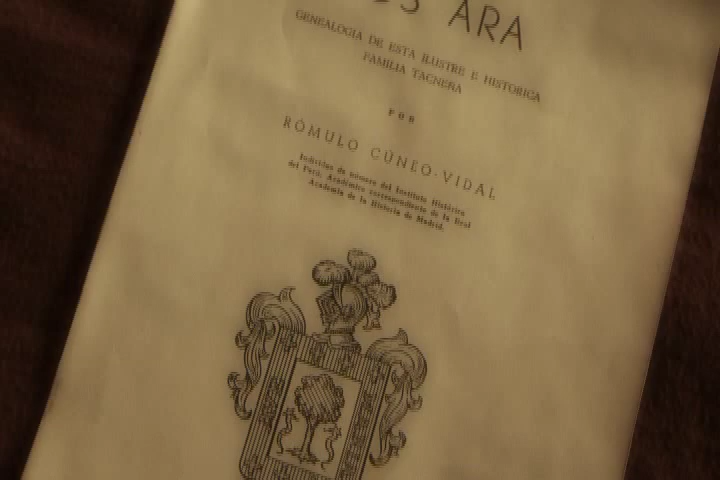 OS ARA
GENEALOGIA DE ESTA ILUSTRE E HISTORICA
FAMILIA TACNEÑA
POR
RÓMULO CÚNEO-VIDAL
Individuo de número del Instituto Histórico
del Perú. Académico correspondiente de la Real
Academia de la Historia de Madrid.